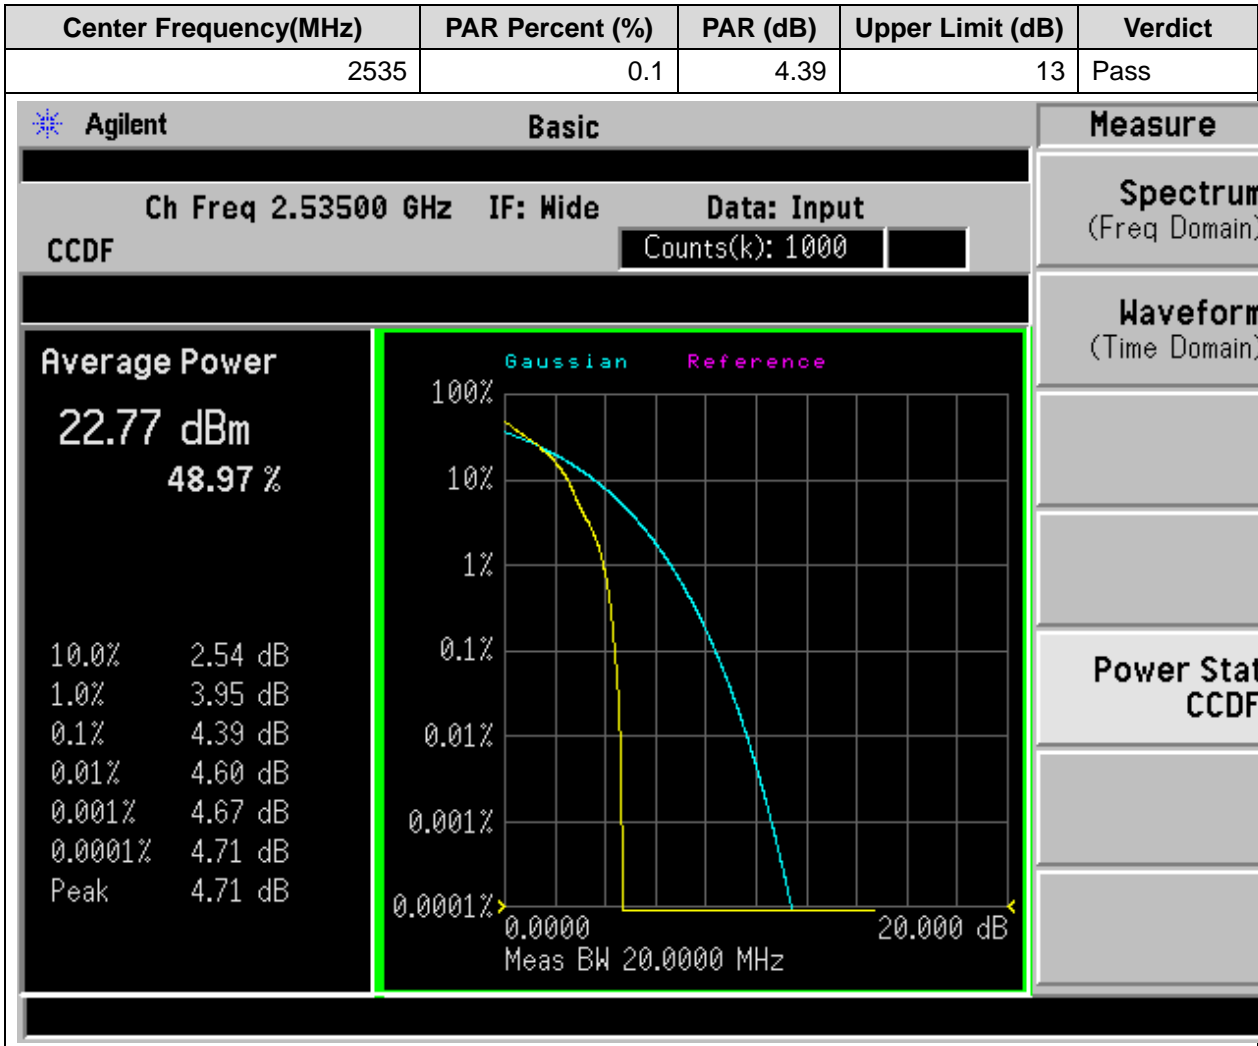 Center Frequency(MHz) PAR Percent (%) PAR (dB) Upper Limit (dB) Verdict
2535 0.1 4.39 13 Pass
Agilent Basic Measure
Ch Freq 2.53500 GHz IF: Wide Data: Input
CCDF Counts(k): 1000
Spectrum
(Freq Domain)
Waveform
(Time Domain)
Power Stat
CCDF
Average Power
22.77 dBm
48.97 %
10.0% 2.54 dB
1.0% 3.95 dB
0.1% 4.39 dB
0.01% 4.60 dB
0.001% 4.67 dB
0.0001% 4.71 dB
Peak 4.71 dB
Gaussian Reference
100%
10%
1%
0.1%
0.01%
0.001%
0.0001%
0.0000 20.000 dB
Meas BW 20.0000 MHz